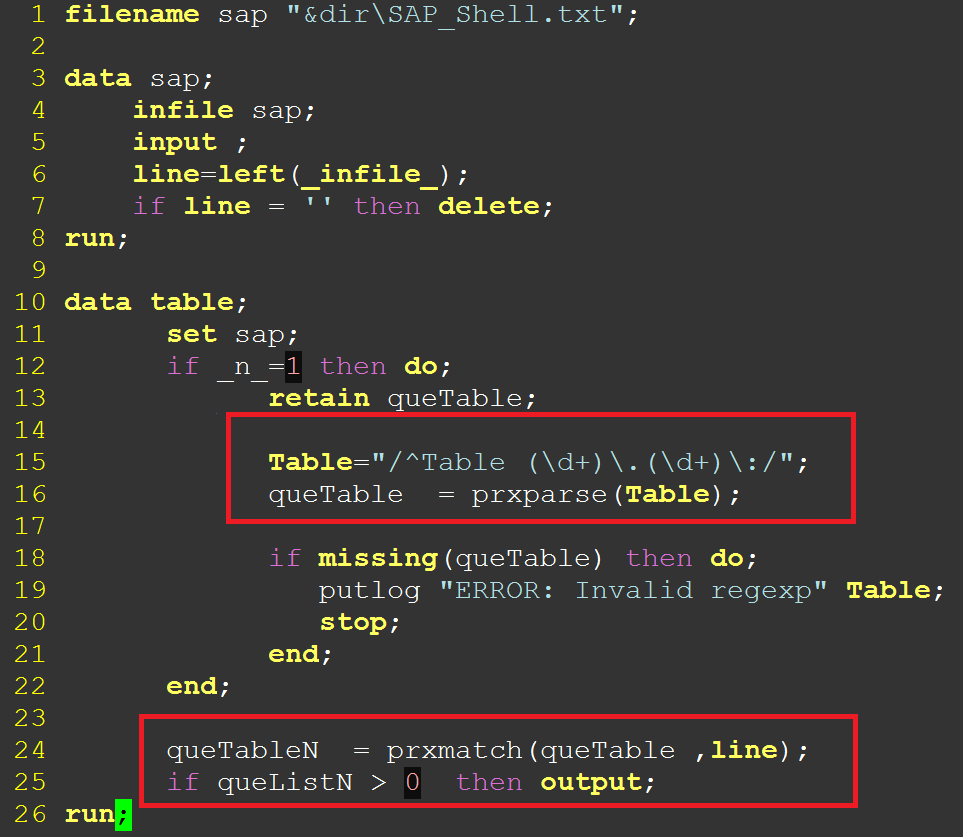 1 filename sap "&dir\SAP_Shell.txt";
2
3 data sap;
4     infile sap;
5     input ;
6     line=left(_infile_);
7     if line = '' then delete;
8 run;
9
10 data table;
11       set sap;
12       if _n_=1 then do;
13             retain queTable;
14
15             Table="/^Table (\d+)\.(\d+)\:/";
16             queTable  = prxparse(Table);
17
18             if missing(queTable) then do;
19                putlog "ERROR: Invalid regexp" Table;
20                stop;
21             end;
22       end;
23
24       queTableN  = prxmatch(queTable ,line);
25       if queListN > 0  then output;
26 run;